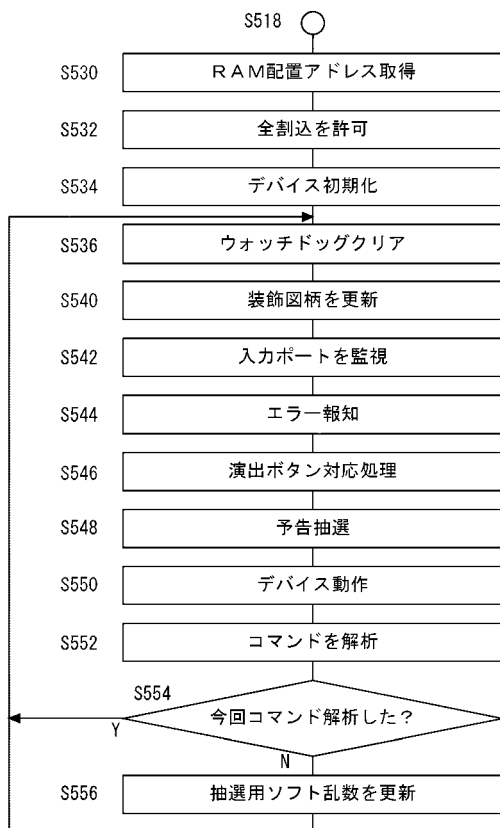 S518
S530 RAM配置アドレス取得
S532 全割込を許可
S534 デバイス初期化
S536 ウォッチドッグクリア
S540 装飾図柄を更新
S542 入力ポートを監視
S544 エラー報知
S546 演出ボタン対応処理
S548 予告抽選
S550 デバイス動作
S552 コマンドを解析
S554
今回コマンド解析した?
Y
N
S556 抽選用ソフト乱数を更新